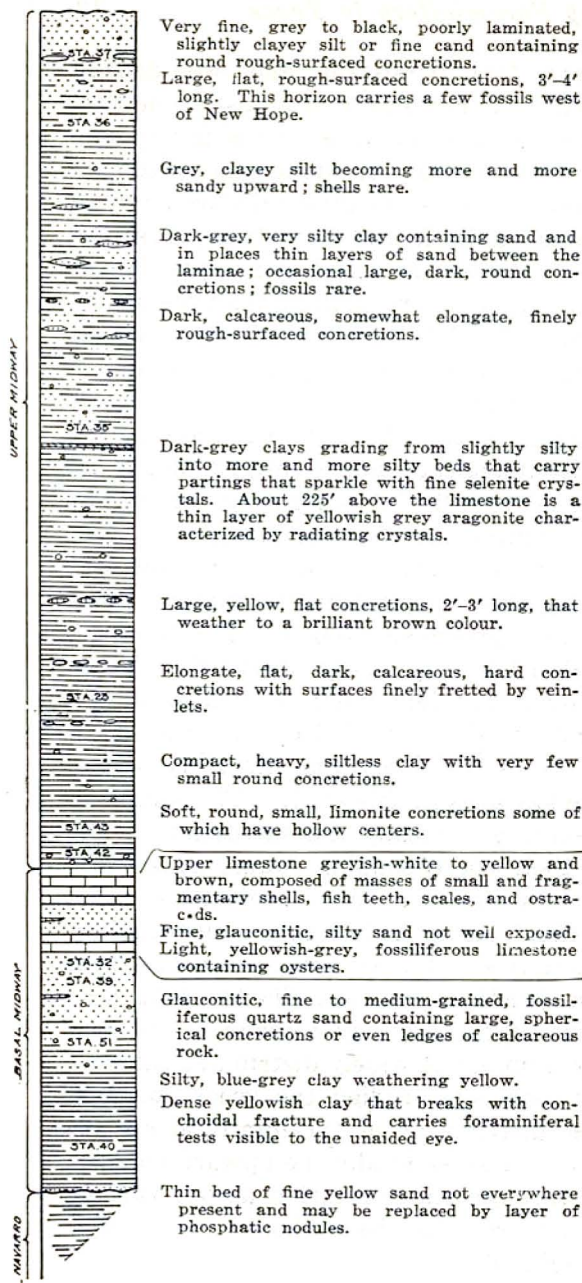 Very fine, grey to black, poorly laminated,
slightly clayey silt or fine cand containing
round rough-surfaced concretions.
Large, flat, rough-surfaced concretions, 3′–4′
long. This horizon carries a few fossils west
of New Hope.
Grey, clayey silt becoming more and more
sandy upward; shells rare.
Dark-grey, very silty clay containing sand and
in places thin layers of sand between the
laminae; occasional large, dark, round con-
cretions; fossils rare.
Dark, calcareous, somewhat elongate, finely
rough-surfaced concretions.
Dark-grey clays grading from slightly silty
into more and more silty beds that carry
partings that sparkle with fine selenite crys-
tals. About 225′ above the limestone is a
thin layer of yellowish grey aragonite char-
acterized by radiating crystals.
Large, yellow, flat concretions, 2′–3′ long, that
weather to a brilliant brown colour.
Elongate, flat, dark, calcareous, hard con-
cretions with surfaces finely fretted by vein-
lets.
Compact, heavy, siltless clay with very few
small round concretions.
Soft, round, small, limonite concretions some of
which have hollow centers.
Upper limestone greyish-white to yellow and
brown, composed of masses of small and frag-
mentary shells, fish teeth, scales, and ostra-
c•ds.
Fine, glauconitic, silty sand not well exposed.
Light, yellowish-grey, fossiliferous limestone
containing oysters.
Glauconitic, fine to medium-grained, fossil-
iferous quartz sand containing large, spher-
ical concretions or even ledges of calcareous
rock.
Silty, blue-grey clay weathering yellow.
Dense yellowish clay that breaks with con-
choidal fracture and carries foraminiferal
tests visible to the unaided eye.
Thin bed of fine yellow sand not everywhere
present and may be replaced by layer of
phosphatic nodules.
STA.37
STA.36
STA.35
STA.23
STA.43
STA.42
STA.32
STA.39
STA.51
STA.40
UPPER MIDWAY
BASAL MIDWAY
NAVARRO